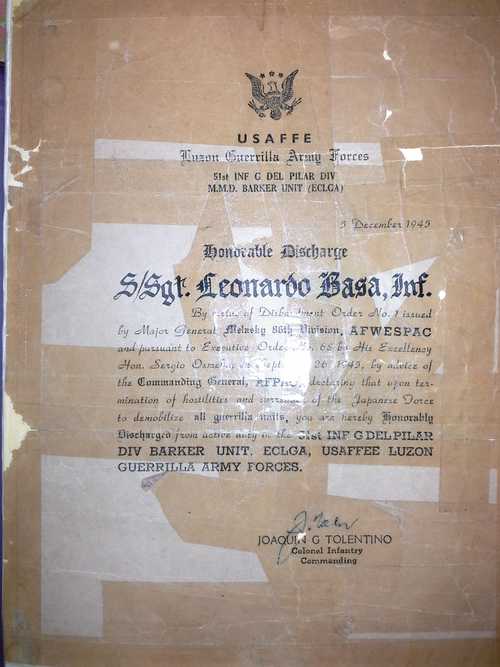 USAFFE
Luzon Guerrilla Army Forces
51st INF G DEL PILAR DIV
M.M.D. BARKER UNIT (ECLGA)
5 December 1945
Honorable Discharge
S/Sgt. Leonardo Basa, Inf.
By virtue of Disbandment Order No. 1 issued
by Major General Melasky 86th Division, AFWESPAC
and pursuant to Executive Order No. 68 by His Excellency
Hon. Sergio 26 1945, by advice of
the Commanding General, declaring that upon ter-
mination of hostilities and surrender of the Japanese Force
to demobilize all guerilla units, you are hereby Honorably
Discharged from active duty in the 51st INF G DEL PILAR
DIV BARKER UNIT, ECLGA, USAFFEE LUZON
GUERRILLA ARMY FORCES.
JOAQUIN G TOLENTINO
Colonel Infantry
Commanding